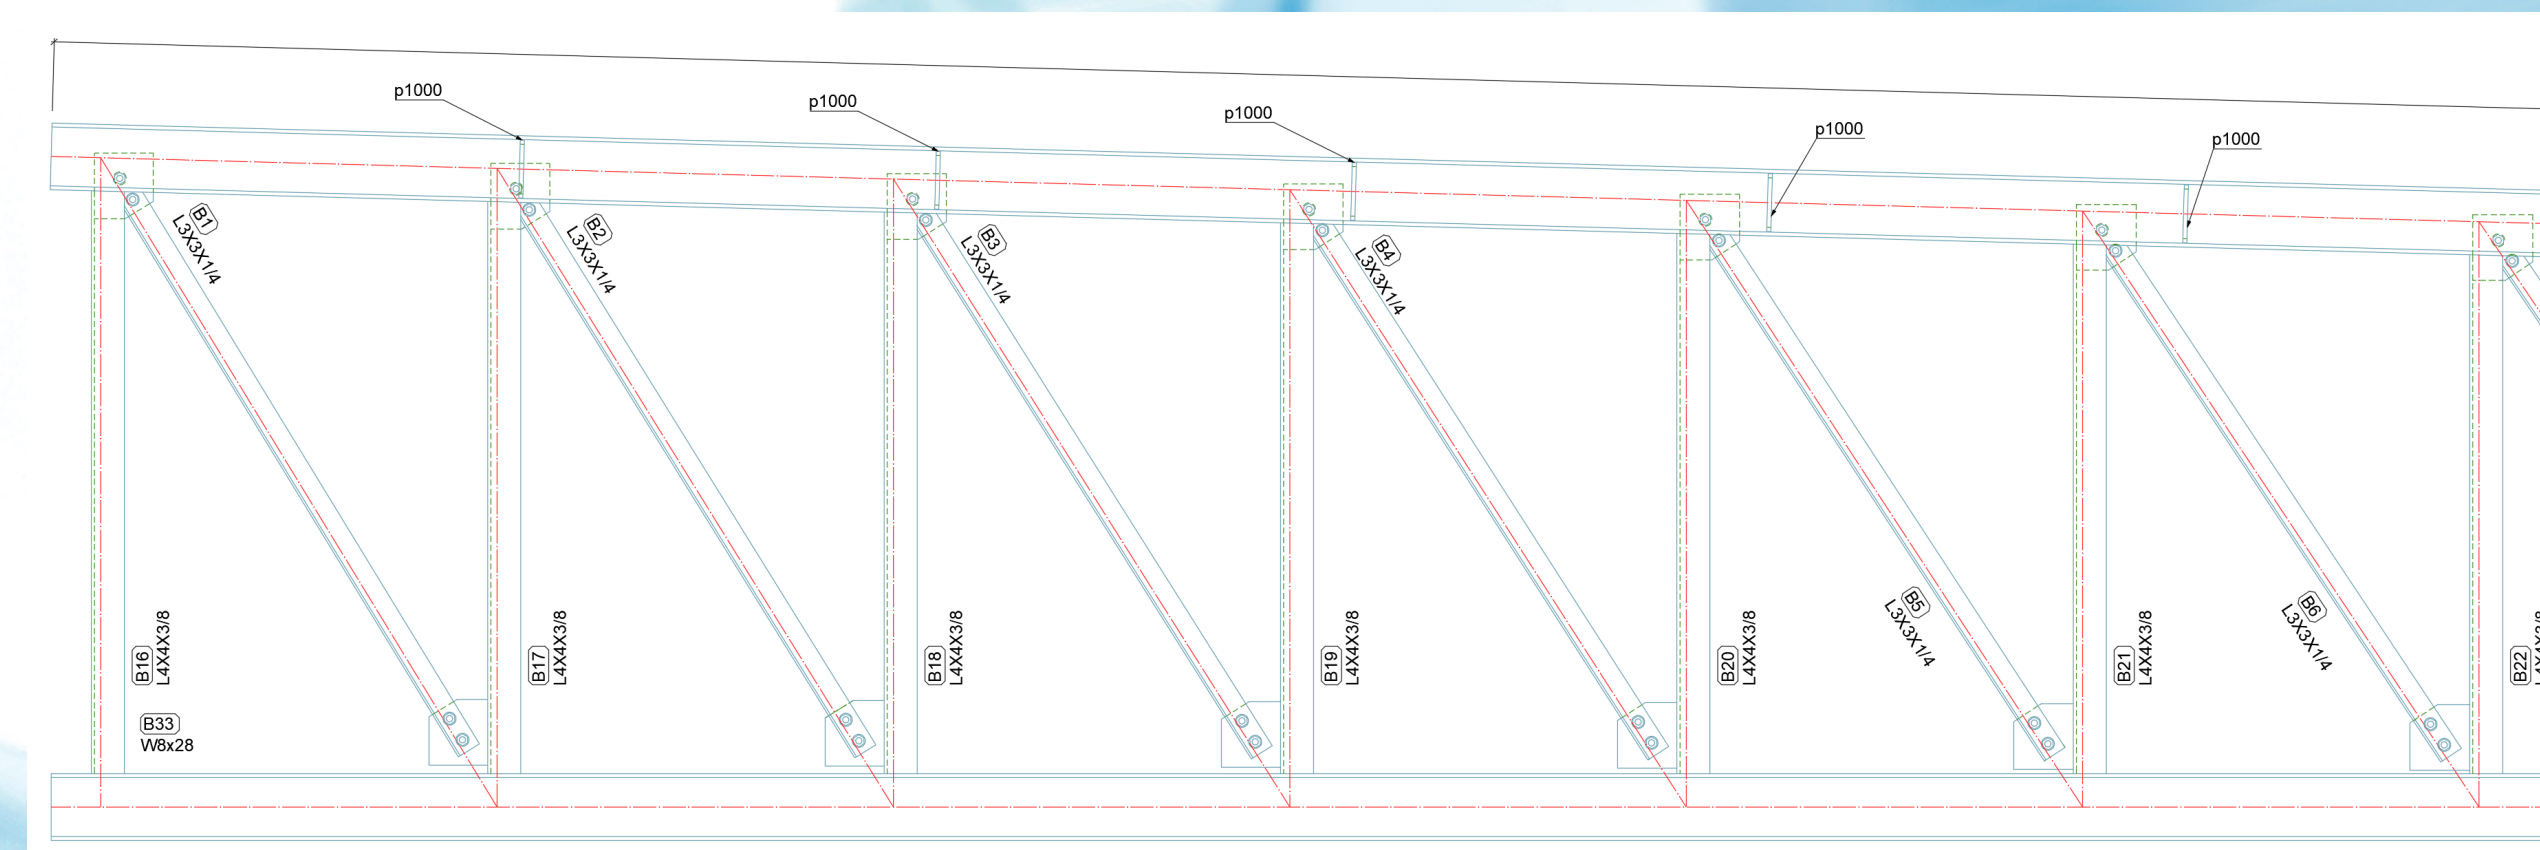 p1000
p1000
p1000
p1000
p1000
B1
L3X3X1/4
B2
L3X3X1/4
B3
L3X3X1/4
B4
L3X3X1/4
B5
L3X3X1/4
B6
L3X3X1/4
B16
L4X4X3/8
B17
L4X4X3/8
B18
L4X4X3/8
B19
L4X4X3/8
B20
L4X4X3/8
B21
L4X4X3/8
B22
B33
W8x28